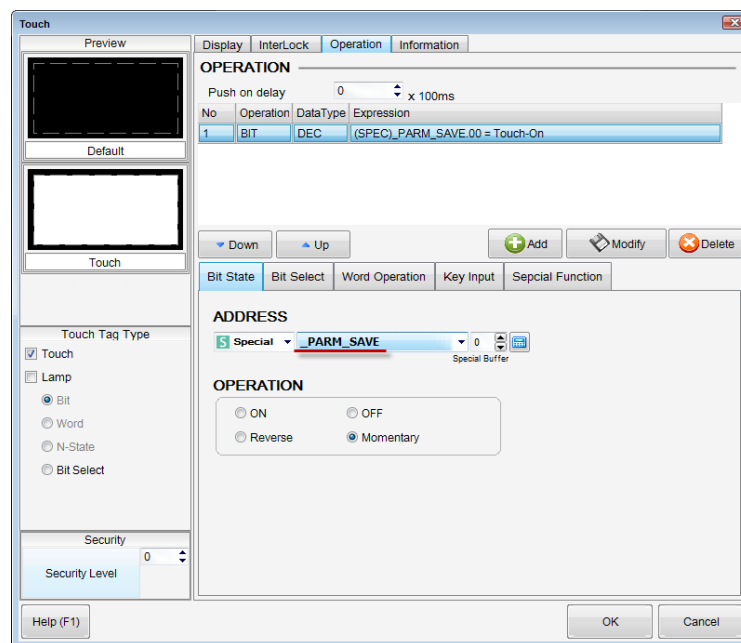 Touch
Preview
Default
Touch
Touch Tag Type
Touch
Lamp
Bit
Word
N-State
Bit Select
Security
0
Security Level
Display InterLock Operation Information
OPERATION
Push on delay 0 x 100ms
No Operation DataType Expression
1 BIT DEC (SPEC)_PARM_SAVE.00 = Touch-On
Down Up Add Modify Delete
Bit State Bit Select Word Operation Key Input Sepcial Function
ADDRESS
S Special _PARM_SAVE 0
Special Buffer
OPERATION
ON OFF
Reverse Momentary
Help (F1) OK Cancel